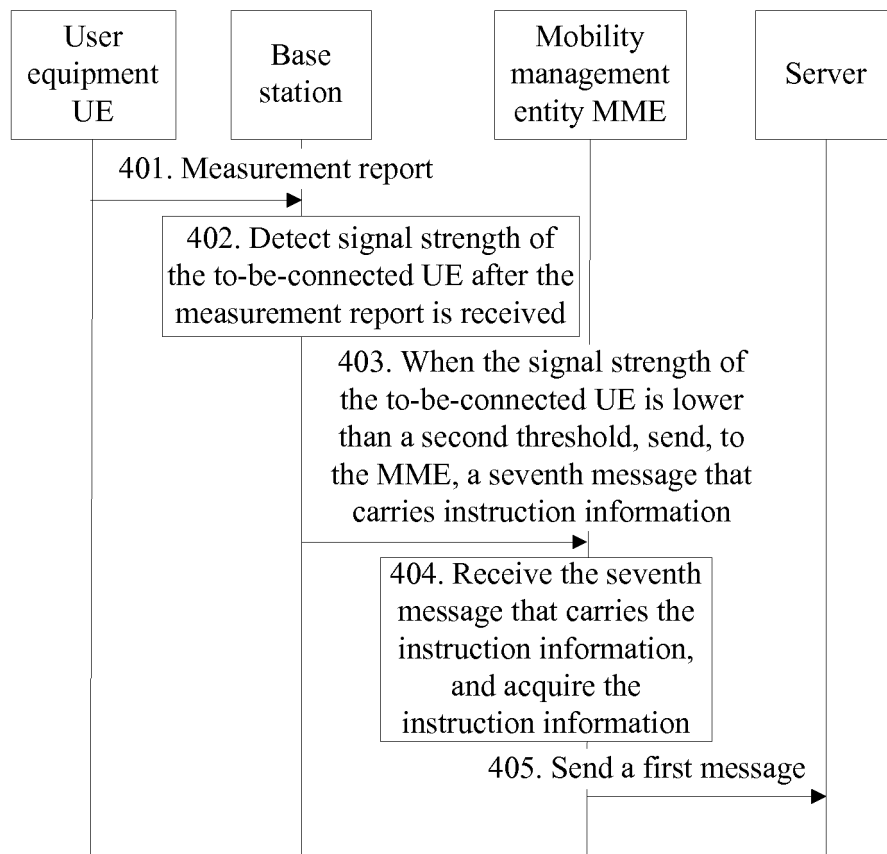 User
equipment
UE
Base
station
Mobility
management
entity MME
Server
401. Measurement report
402. Detect signal strength of
the to-be-connected UE after the
measurement report is received
403. When the signal strength of
the to-be-connected UE is lower
than a second threshold, send, to
the MME, a seventh message that
carries instruction information
404. Receive the seventh
message that carries the
instruction information,
and acquire the
instruction information
405. Send a first message